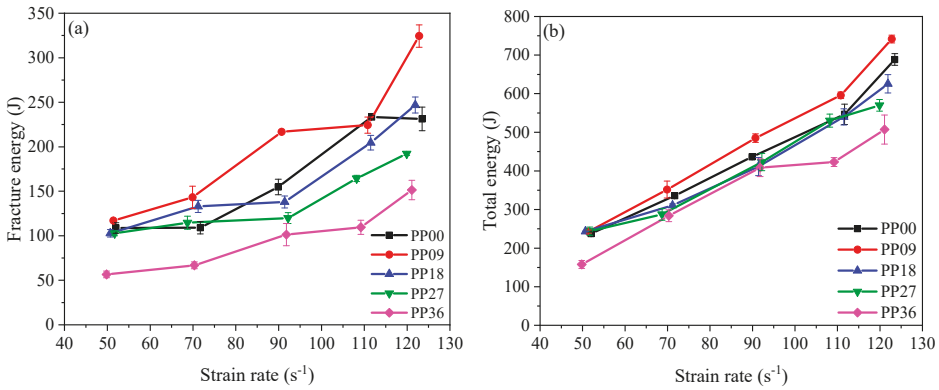 (a)
Fracture energy (J)
350
300
250
200
150
100
50
0
40 50 60 70 80 90 100 110 120 130
Strain rate (s⁻¹)
PP00
PP09
PP18
PP27
PP36
(b)
Total energy (J)
800
700
600
500
400
300
200
100
0
40 50 60 70 80 90 100 110 120 130
Strain rate (s⁻¹)
PP00
PP09
PP18
PP27
PP36